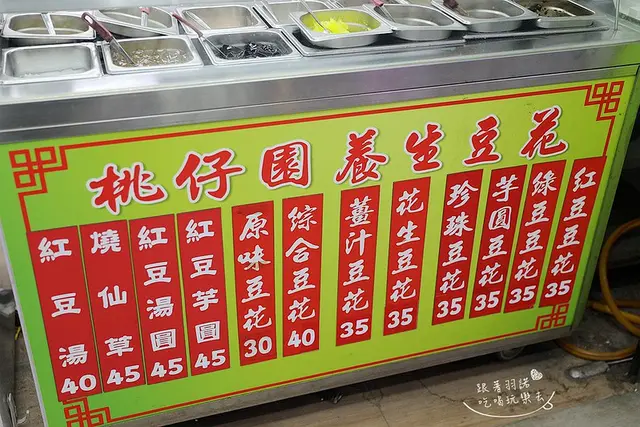 桃仔園養生豆花
紅豆湯40
燒仙草45
紅豆湯圓45
紅豆芋圓45
原味豆花30
綜合豆花40
薑汁豆花35
花生豆花35
珍珠豆花35
芋圓豆花35
綠豆豆花35
紅豆豆花35
跟著羽諾
吃喝玩樂去